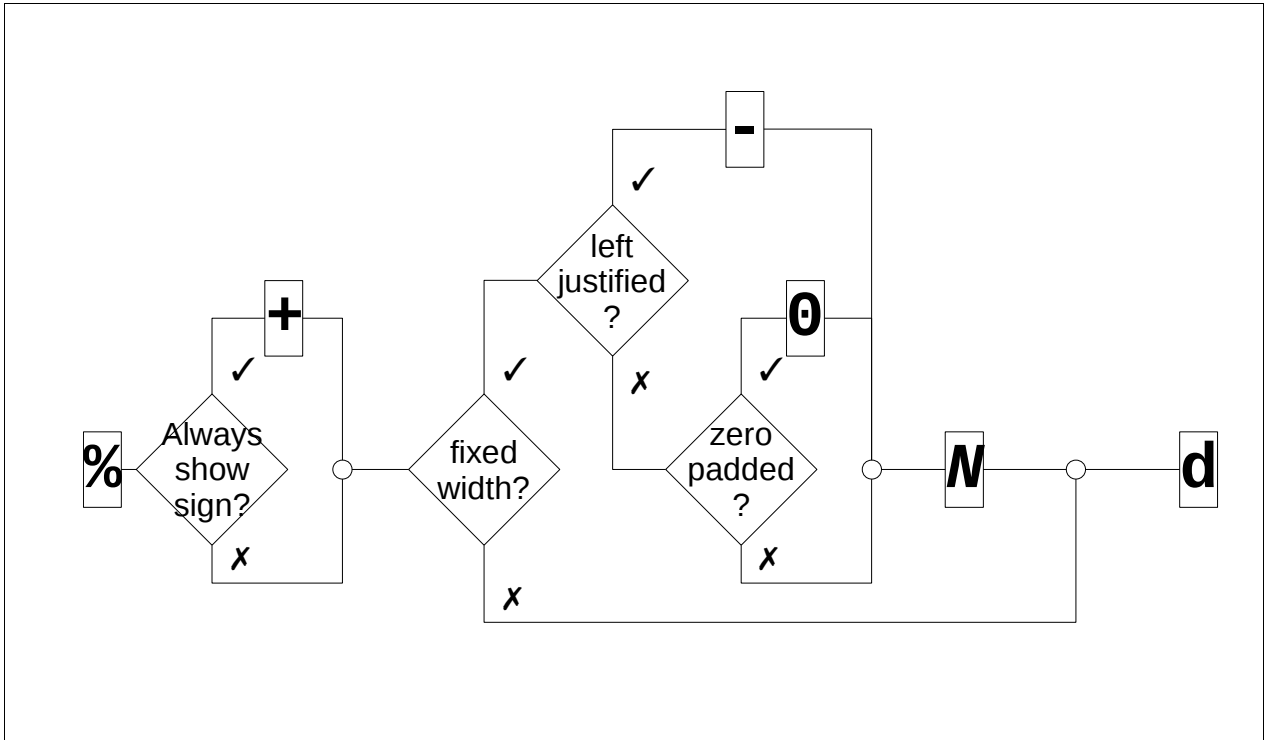 -
✓
left
justified
?
+
0
✓
✓
✓
✗
%
Always
show
sign?
fixed
width?
zero
padded
?
N
d
✗
✗
✗